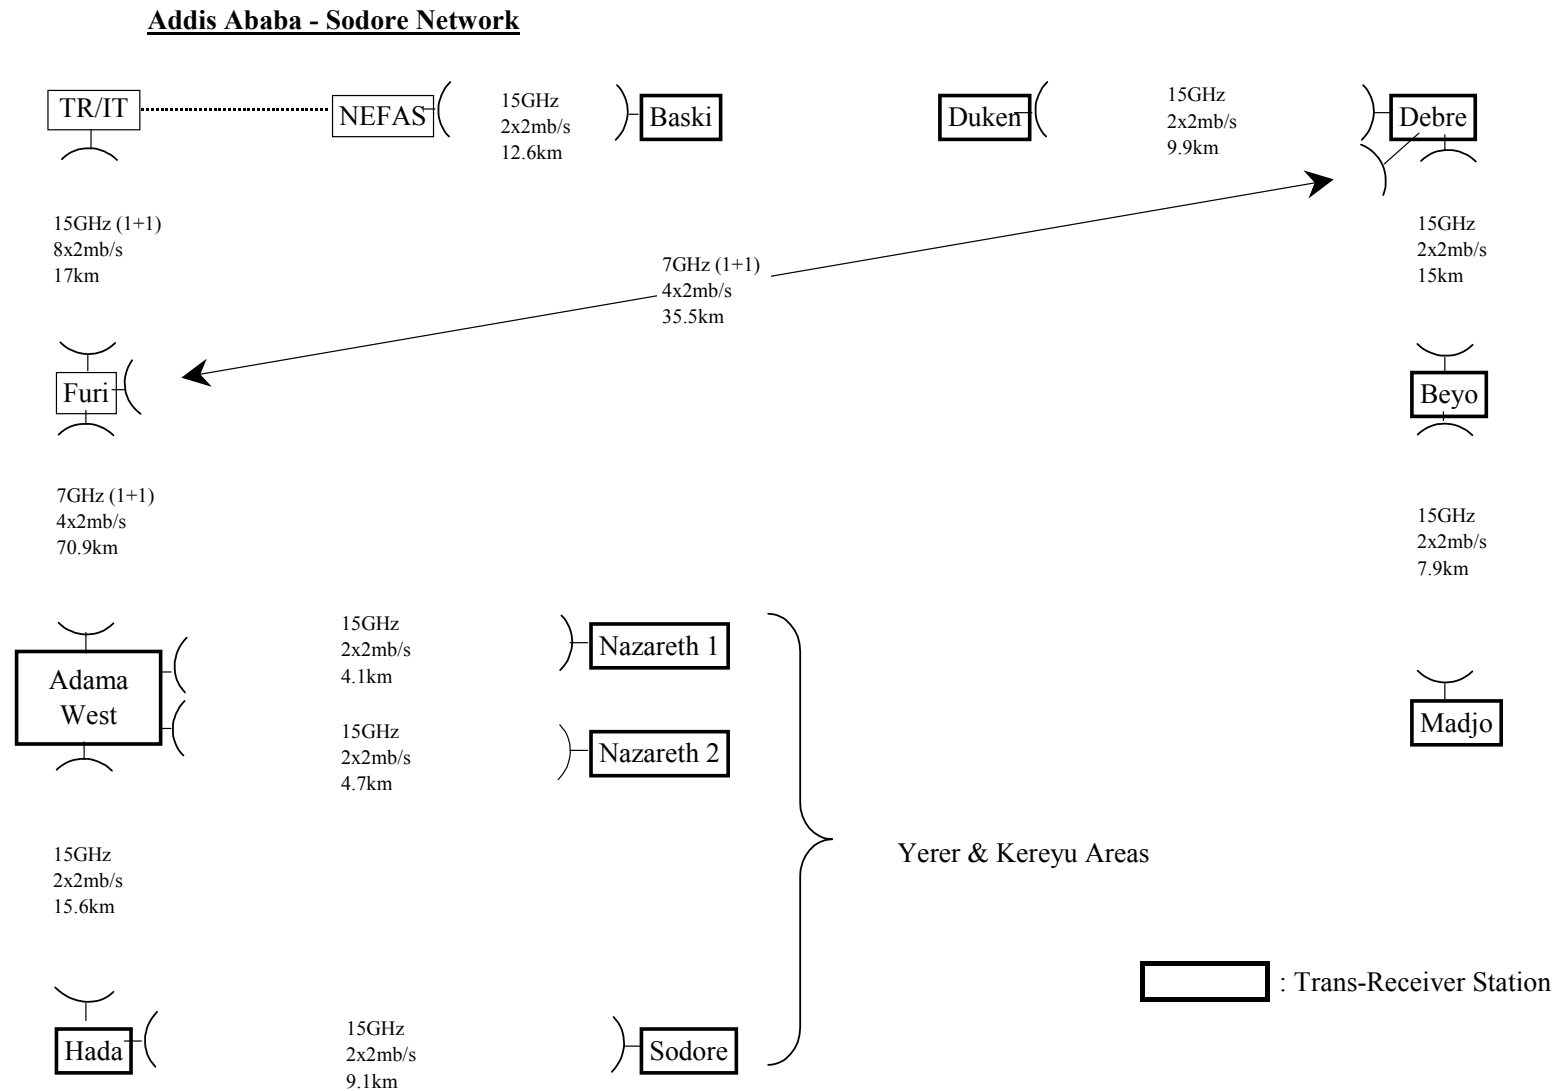 Addis Ababa - Sodore Network
TR/IT
NEFAS
15GHz
2x2mb/s
12.6km
Baski
Duken
15GHz
2x2mb/s
9.9km
Debre
15GHz (1+1)
8x2mb/s
17km
7GHz (1+1)
4x2mb/s
35.5km
15GHz
2x2mb/s
15km
Furi
Beyo
7GHz (1+1)
4x2mb/s
70.9km
15GHz
2x2mb/s
7.9km
Adama
West
15GHz
2x2mb/s
4.1km
Nazareth 1
15GHz
2x2mb/s
4.7km
Nazareth 2
Madjo
15GHz
2x2mb/s
15.6km
Yerer & Kereyu Areas
: Trans-Receiver Station
Hada
15GHz
2x2mb/s
9.1km
Sodore